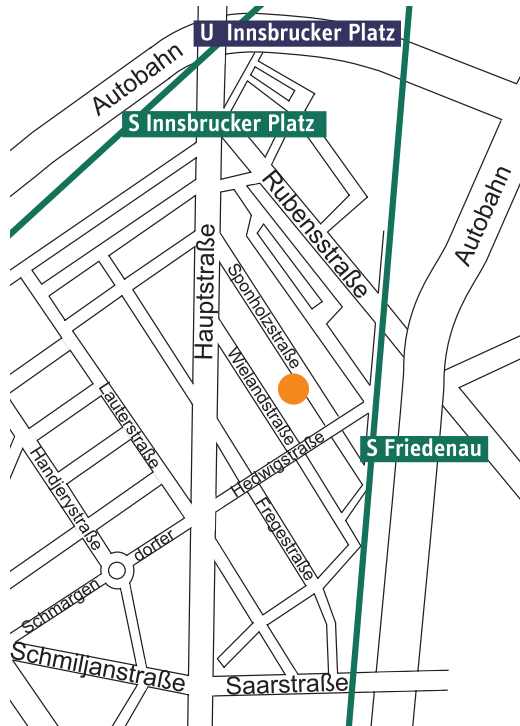 U Innsbrucker Platz
Autobahn
S Innsbrucker Platz
Rubensstraße
Autobahn
Hauptstraße
Sponholzstraße
Wielandstraße
Lauterstraße
S Friedenau
Handjerystraße
Hedwigstraße
Fregestraße
Schmargen
dorfer
Schmiljanstraße
Saarstraße